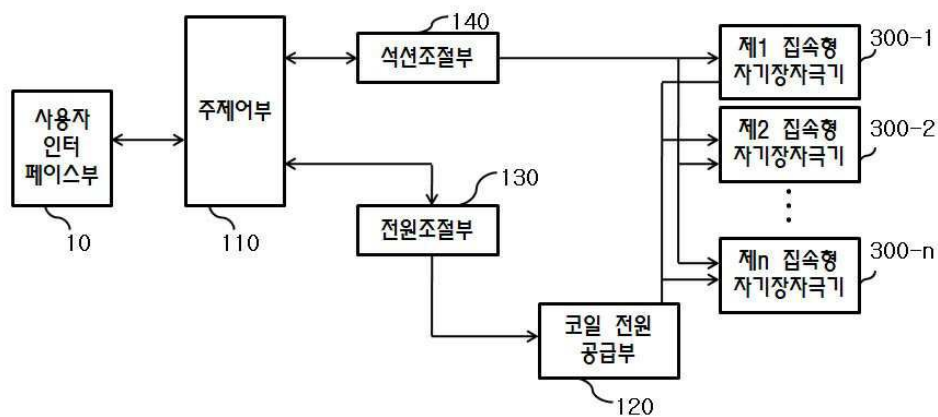 140
석션조절부
제1 집속형
자기장자극기
300-1
주제어부
사용자
인터
페이스부
제2 집속형
자기장자극기
300-2
130
10
110
전원조절부
제n 집속형
자기장자극기
300-n
코일 전원
공급부
120